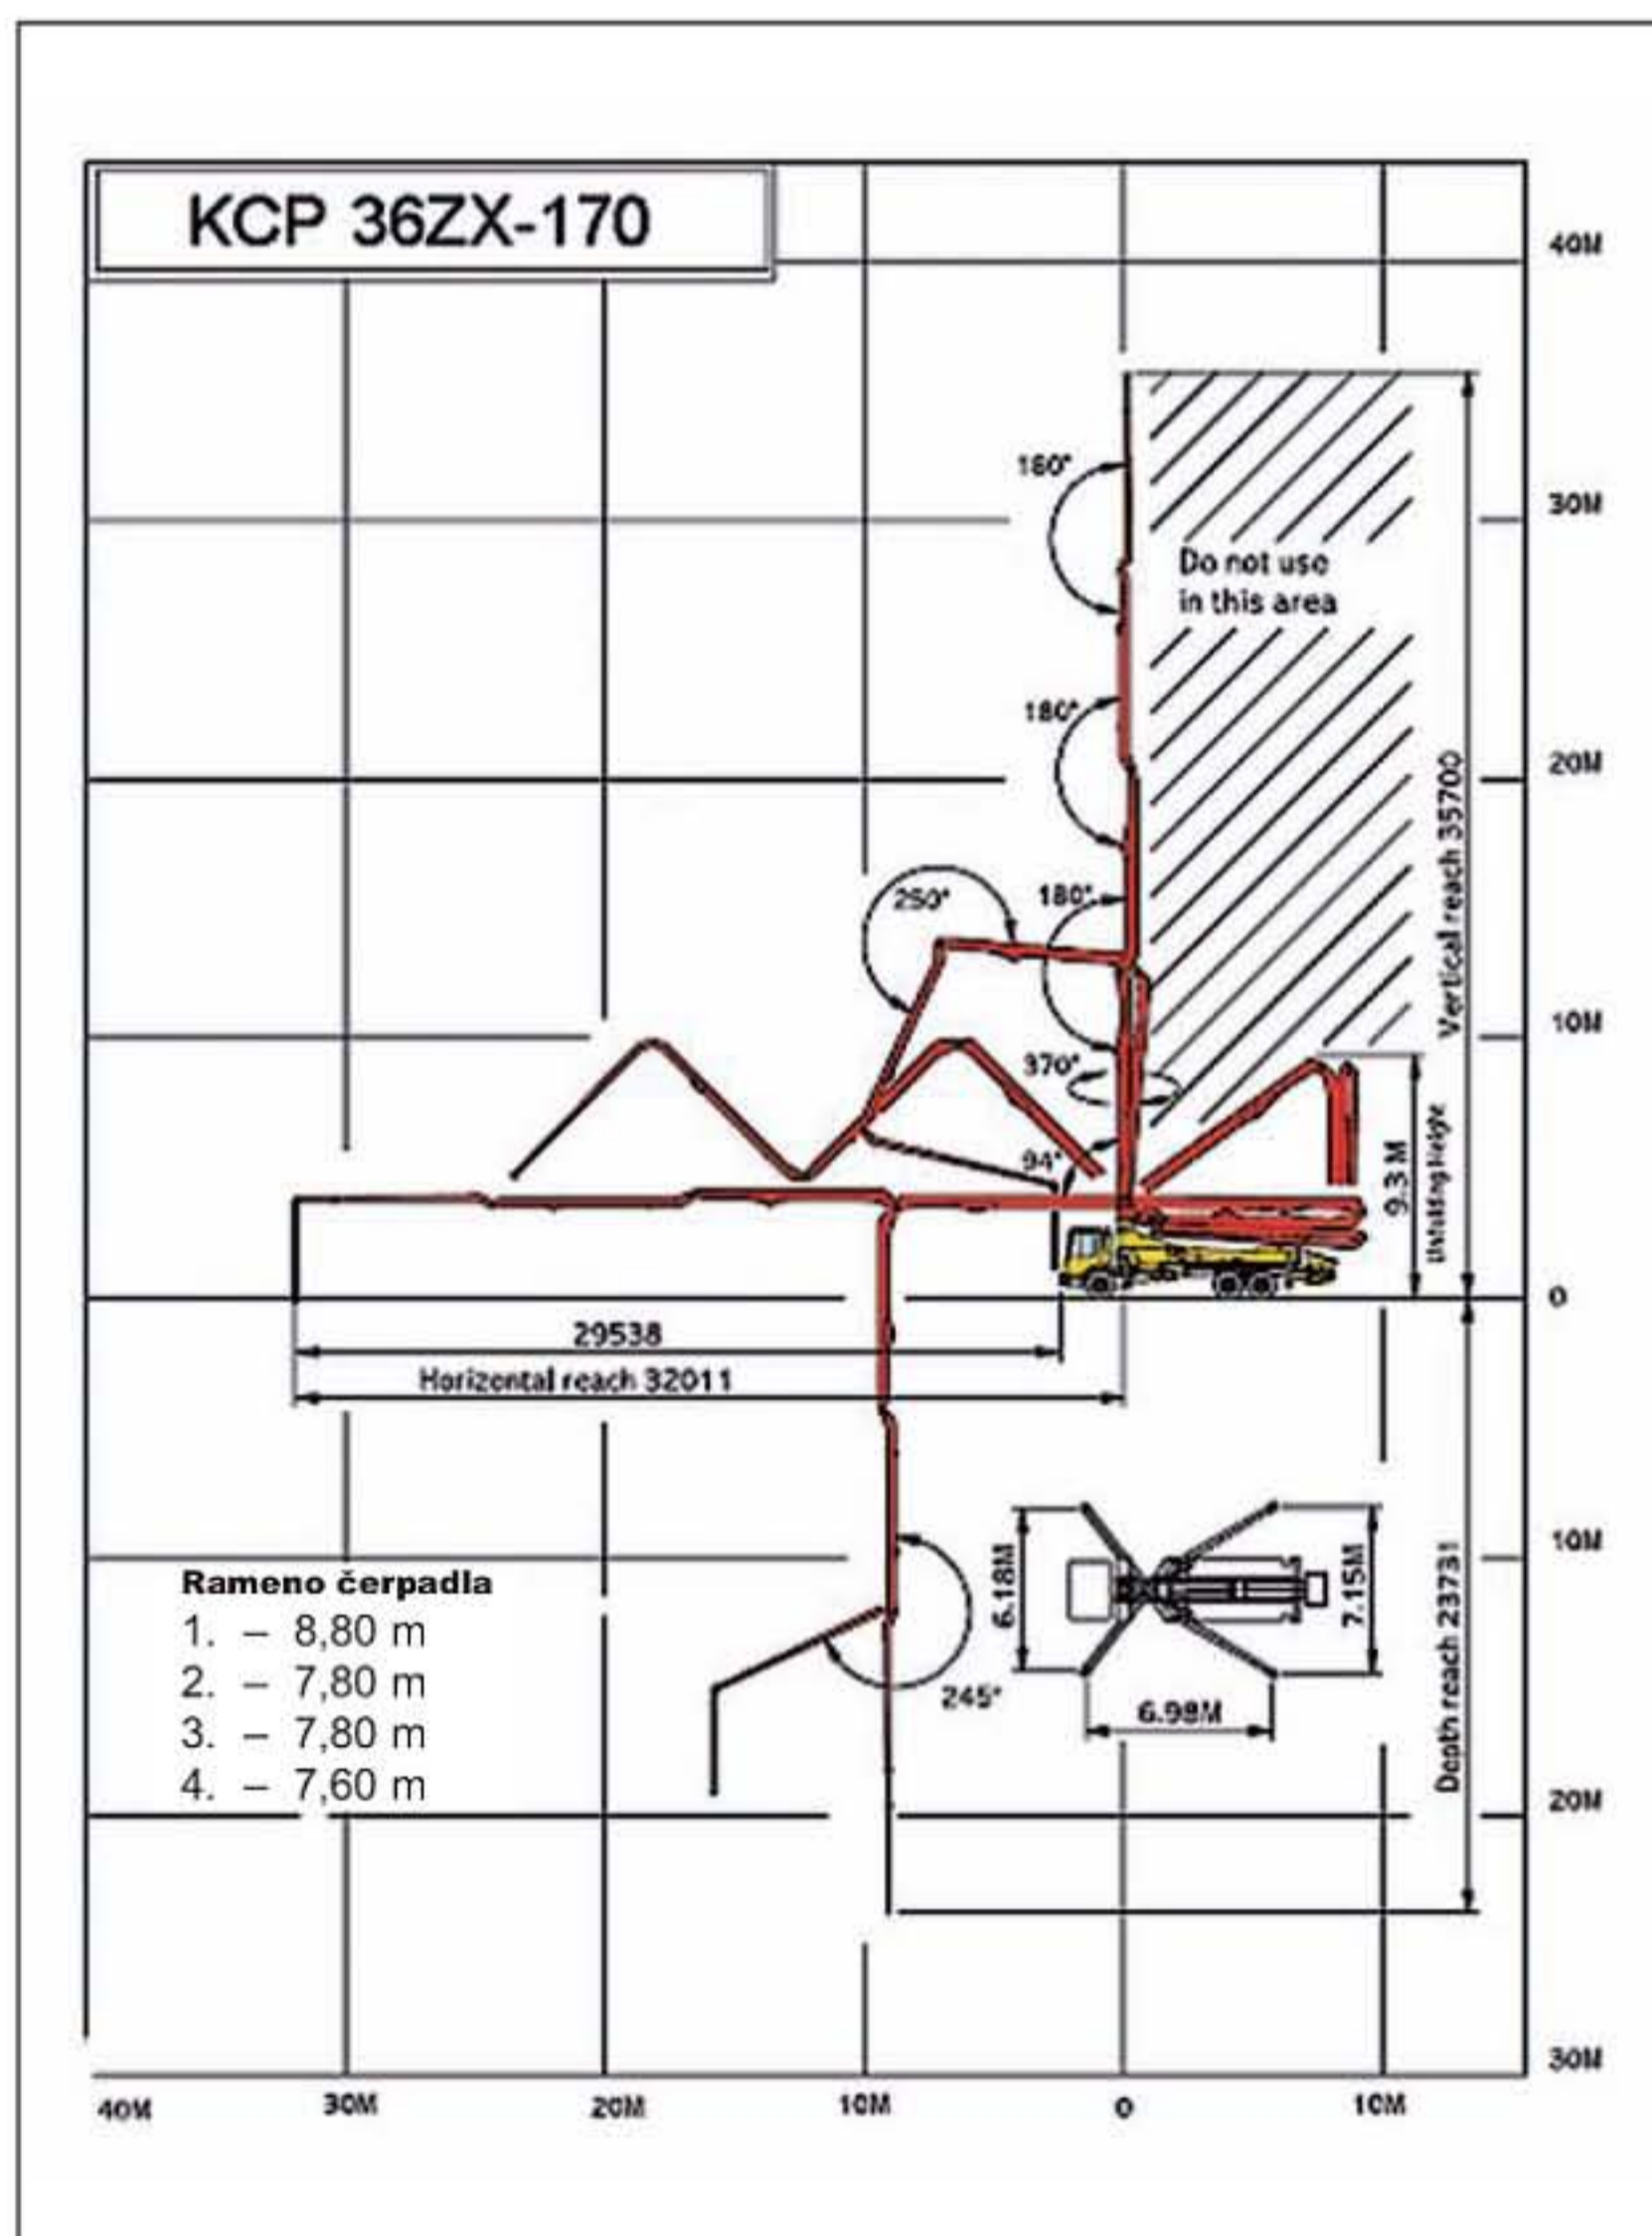 KCP 36ZX-170
40M
30M
20M
10M
0
10M
20M
30M
160°
Do not use
in this area
180°
250°
180°
370°
94°
Vertical reach 35700
9.3 M
Unfolding Height
29538
Horizontal reach 32011
6.18M
7.15M
6.98M
Depth reach 23731
245°
Rameno čerpadla
1. – 8,80 m
2. – 7,80 m
3. – 7,80 m
4. – 7,60 m
40M
30M
20M
10M
0
10M